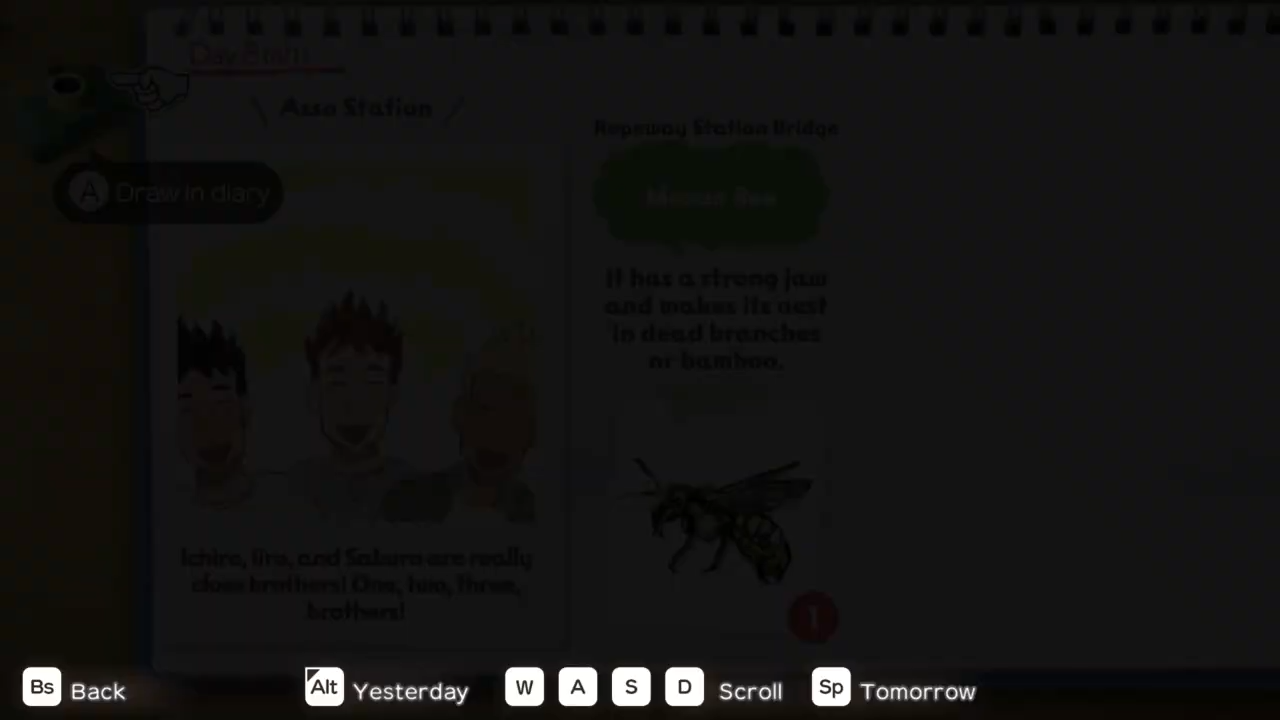 Asso Station
Ropeway Station Bridge
A Draw in diary
Mason Bee
It has a strong jaw
and makes its nest
in dead branches
or bamboo.
Ichiro, Jiro, and Saburo are really
close brothers! One, two, three,
brothers!
1
Bs Back
Alt Yesterday
W A S D Scroll
Sp Tomorrow